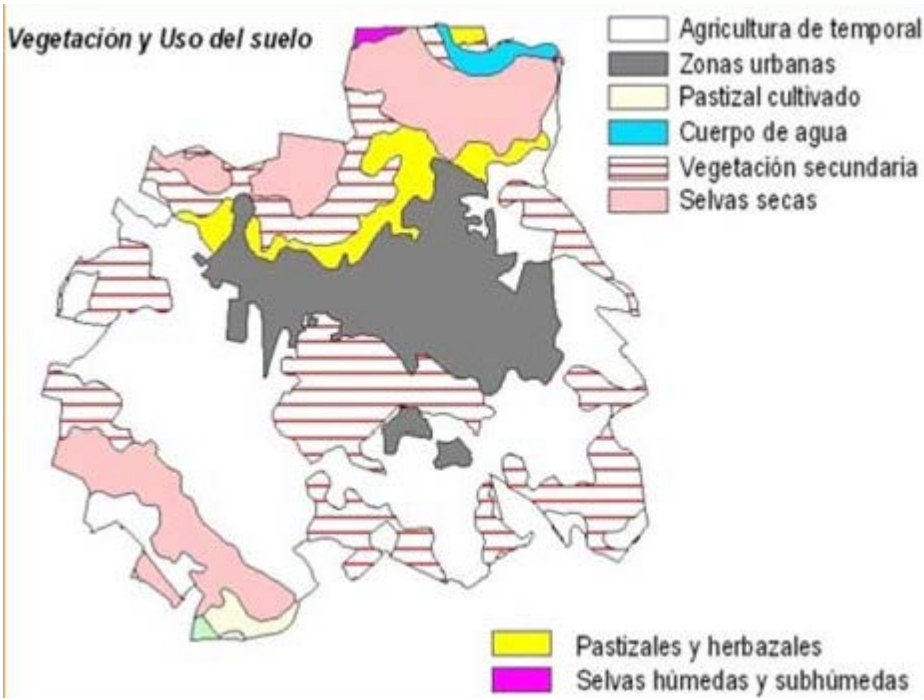 Vegetación y Uso del suelo
Agricultura de temporal
Zonas urbanas
Pastizal cultivado
Cuerpo de agua
Vegetación secundaria
Selvas secas
Pastizales y herbazales
Selvas húmedas y subhúmedas